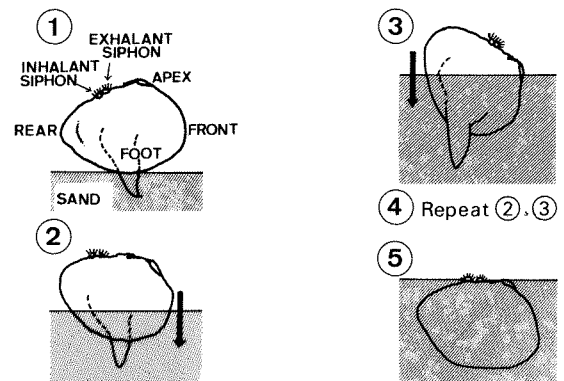 1
EXHALANT
SIPHON
INHALANT
SIPHON
APEX
REAR
FRONT
FOOT
SAND
2
3
4 Repeat 2, 3
5